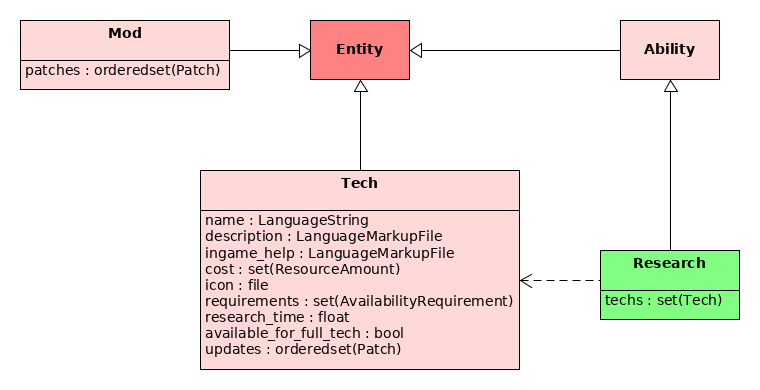 Mod
patches : orderedset(Patch)
Entity
Ability
Tech
name : LanguageString
description : LanguageMarkupFile
ingame_help : LanguageMarkupFile
cost : set(ResourceAmount)
icon : file
requirements : set(AvailabilityRequirement)
research_time : float
available_for_full_tech : bool
updates : orderedset(Patch)
Research
techs : set(Tech)